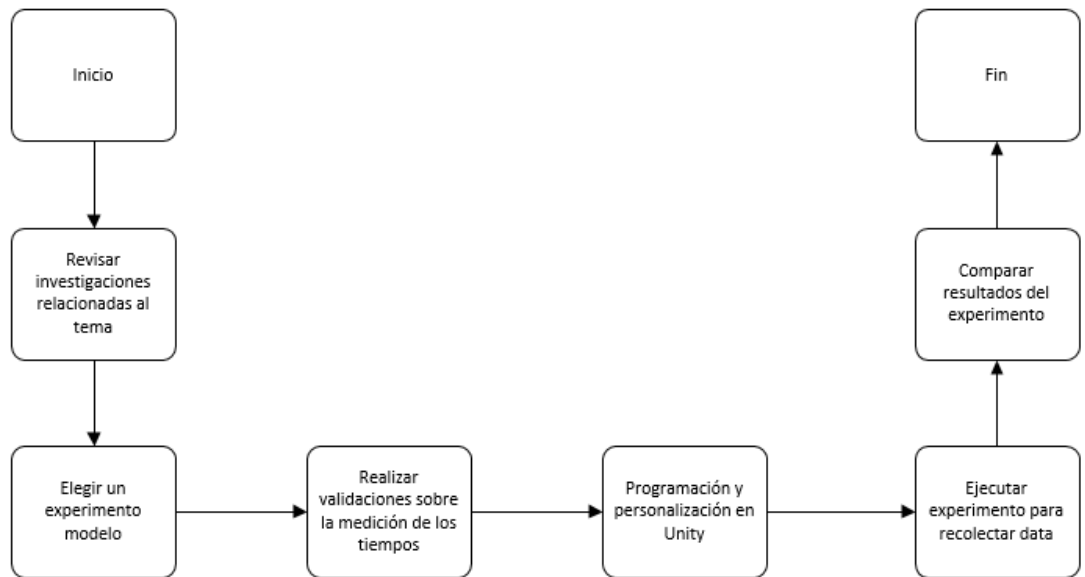 Inicio
Revisar
investigaciones
relacionadas al
tema
Elegir un
experimento
modelo
Realizar
validaciones sobre
la medición de los
tiempos
Programación y
personalización en
Unity
Ejecutar
experimento para
recolectar data
Comparar
resultados del
experimento
Fin